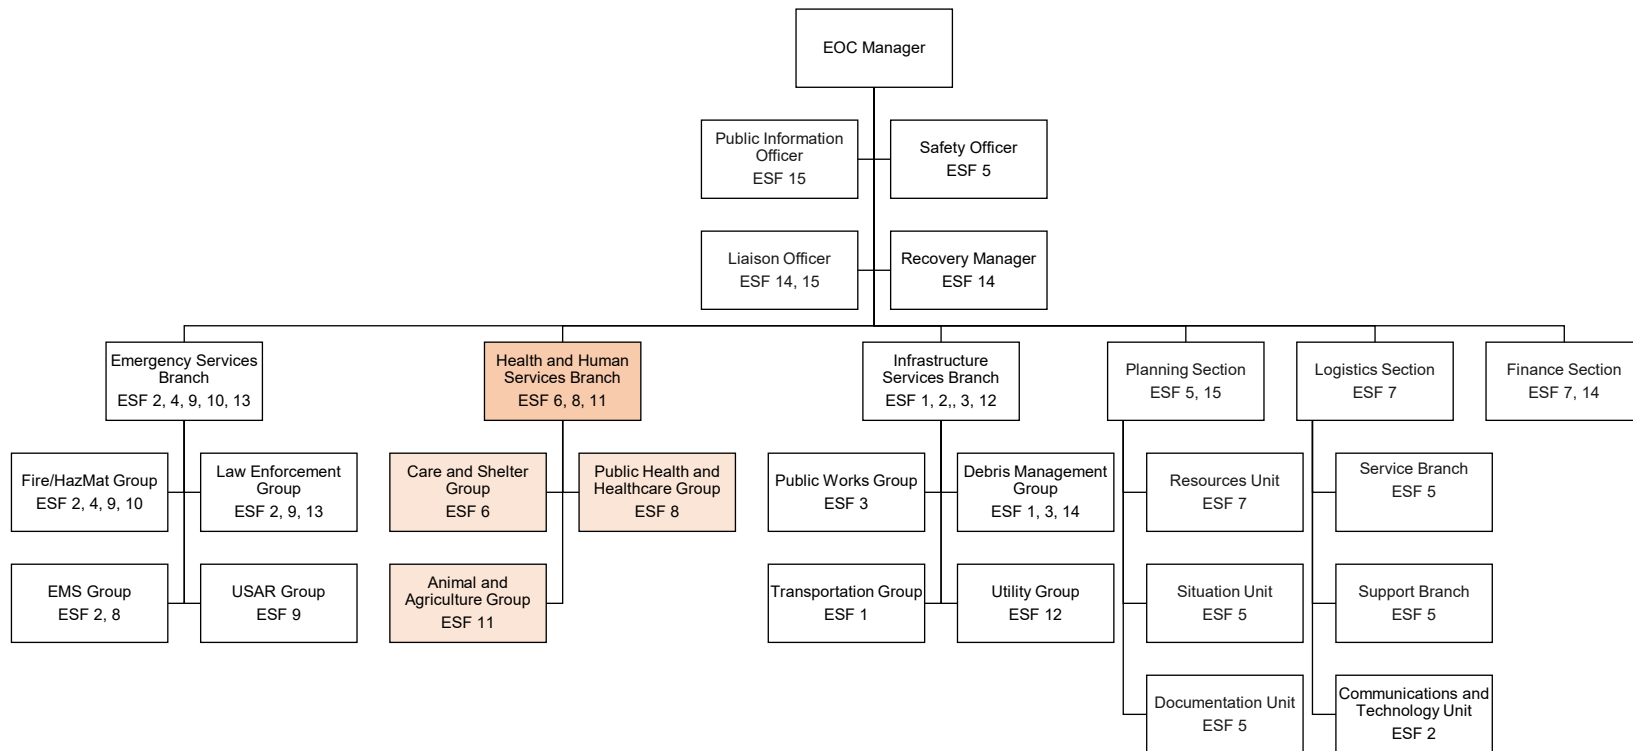 EOC Manager
Public Information
Officer
ESF 15
Safety Officer
ESF 5
Liaison Officer
ESF 14, 15
Recovery Manager
ESF 14
Emergency Services
Branch
ESF 2, 4, 9, 10, 13
Health and Human
Services Branch
ESF 6, 8, 11
Infrastructure
Services Branch
ESF 1, 2,, 3, 12
Planning Section
ESF 5, 15
Logistics Section
ESF 7
Finance Section
ESF 7, 14
Fire/HazMat Group
ESF 2, 4, 9, 10
Law Enforcement
Group
ESF 2, 9, 13
Care and Shelter
Group
ESF 6
Public Health and
Healthcare Group
ESF 8
Public Works Group
ESF 3
Debris Management
Group
ESF 1, 3, 14
Resources Unit
ESF 7
Service Branch
ESF 5
EMS Group
ESF 2, 8
USAR Group
ESF 9
Animal and
Agriculture Group
ESF 11
Transportation Group
ESF 1
Utility Group
ESF 12
Situation Unit
ESF 5
Support Branch
ESF 5
Documentation Unit
ESF 5
Communications and
Technology Unit
ESF 2